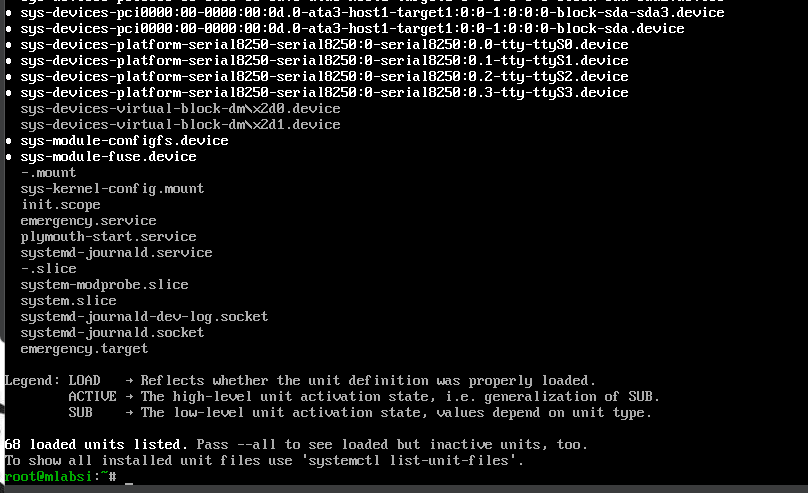 ● sys-devices-pci0000:00-0000:00:0d.0-ata3-host1-target1:0:0-1:0:0:0-block-sda-sda3.device
● sys-devices-pci0000:00-0000:00:0d.0-ata3-host1-target1:0:0-1:0:0:0-block-sda.device
● sys-devices-platform-serial8250-serial8250:0-serial8250:0.0-tty-ttyS0.device
● sys-devices-platform-serial8250-serial8250:0-serial8250:0.1-tty-ttyS1.device
● sys-devices-platform-serial8250-serial8250:0-serial8250:0.2-tty-ttyS2.device
● sys-devices-platform-serial8250-serial8250:0-serial8250:0.3-tty-ttyS3.device
sys-devices-virtual-block-dm\x2d0.device
sys-devices-virtual-block-dm\x2d1.device
● sys-module-configfs.device
● sys-module-fuse.device
-.mount
sys-kernel-config.mount
init.scope
emergency.service
plymouth-start.service
systemd-journald.service
-.slice
system-modprobe.slice
system.slice
systemd-journald-dev-log.socket
systemd-journald.socket
emergency.target
Legend: LOAD → Reflects whether the unit definition was properly loaded.
ACTIVE → The high-level unit activation state, i.e. generalization of SUB.
SUB → The low-level unit activation state, values depend on unit type.
68 loaded units listed. Pass --all to see loaded but inactive units, too.
To show all installed unit files use 'systemctl list-unit-files'.
root@mlabsi:~# _